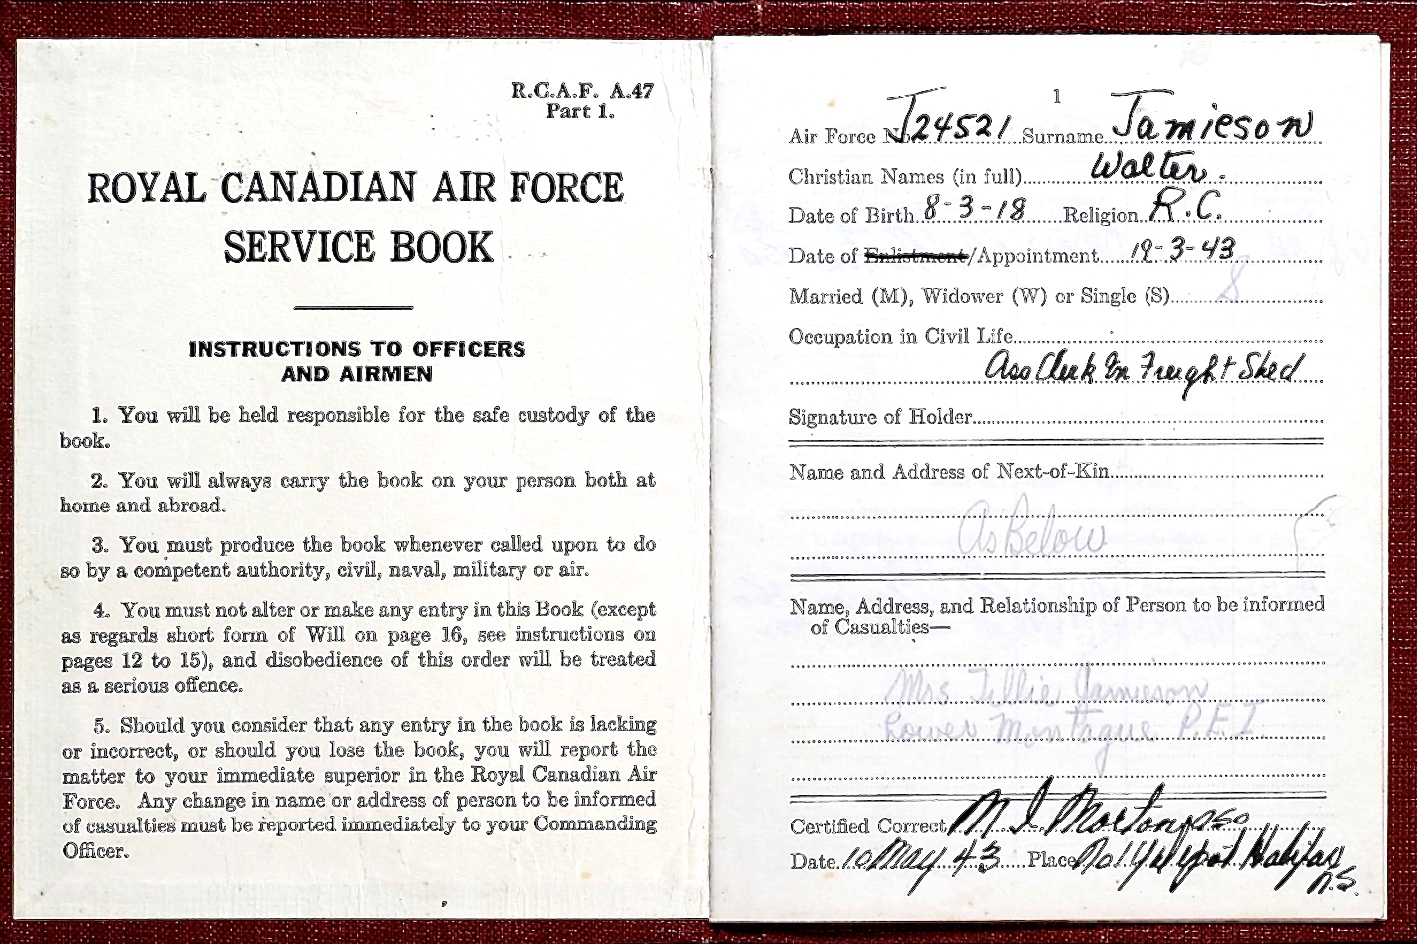 R.C.A.F. A.47
Part 1.
ROYAL CANADIAN AIR FORCE
SERVICE BOOK
INSTRUCTIONS TO OFFICERS
AND AIRMEN
1. You will be held responsible for the safe custody of the
book.
2. You will always carry the book on your person both at
home and abroad.
3. You must produce the book whenever called upon to do
so by a competent authority, civil, naval, military or air.
4. You must not alter or make any entry in this Book (except
as regards short form of Will on page 16, see instructions on
pages 12 to 15), and disobedience of this order will be treated
as a serious offence.
5. Should you consider that any entry in the book is lacking
or incorrect, or should you lose the book, you will report the
matter to your immediate superior in the Royal Canadian Air
Force. Any change in name or address of person to be informed
of casualties must be reported immediately to your Commanding
Officer.
1
Air Force No. J24521 Surname Jamieson
Christian Names (in full) Walter.
Date of Birth 8-3-18 Religion R.C.
Date of Enlistment/Appointment 19-3-43
Married (M), Widower (W) or Single (S) S
Occupation in Civil Life
Ass Clerk In Freight Shed
Signature of Holder
Name and Address of Next-of-Kin
As Below
Name, Address, and Relationship of Person to be informed
of Casualties—
Mrs Tillie Jamieson
Lower Montague P.E.I.
Certified Correct M I Morton
Date 10 May 43 Place Halifax
N.S.